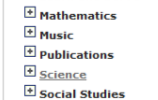 Mathematics
Music
Publications
Science
Social Studies